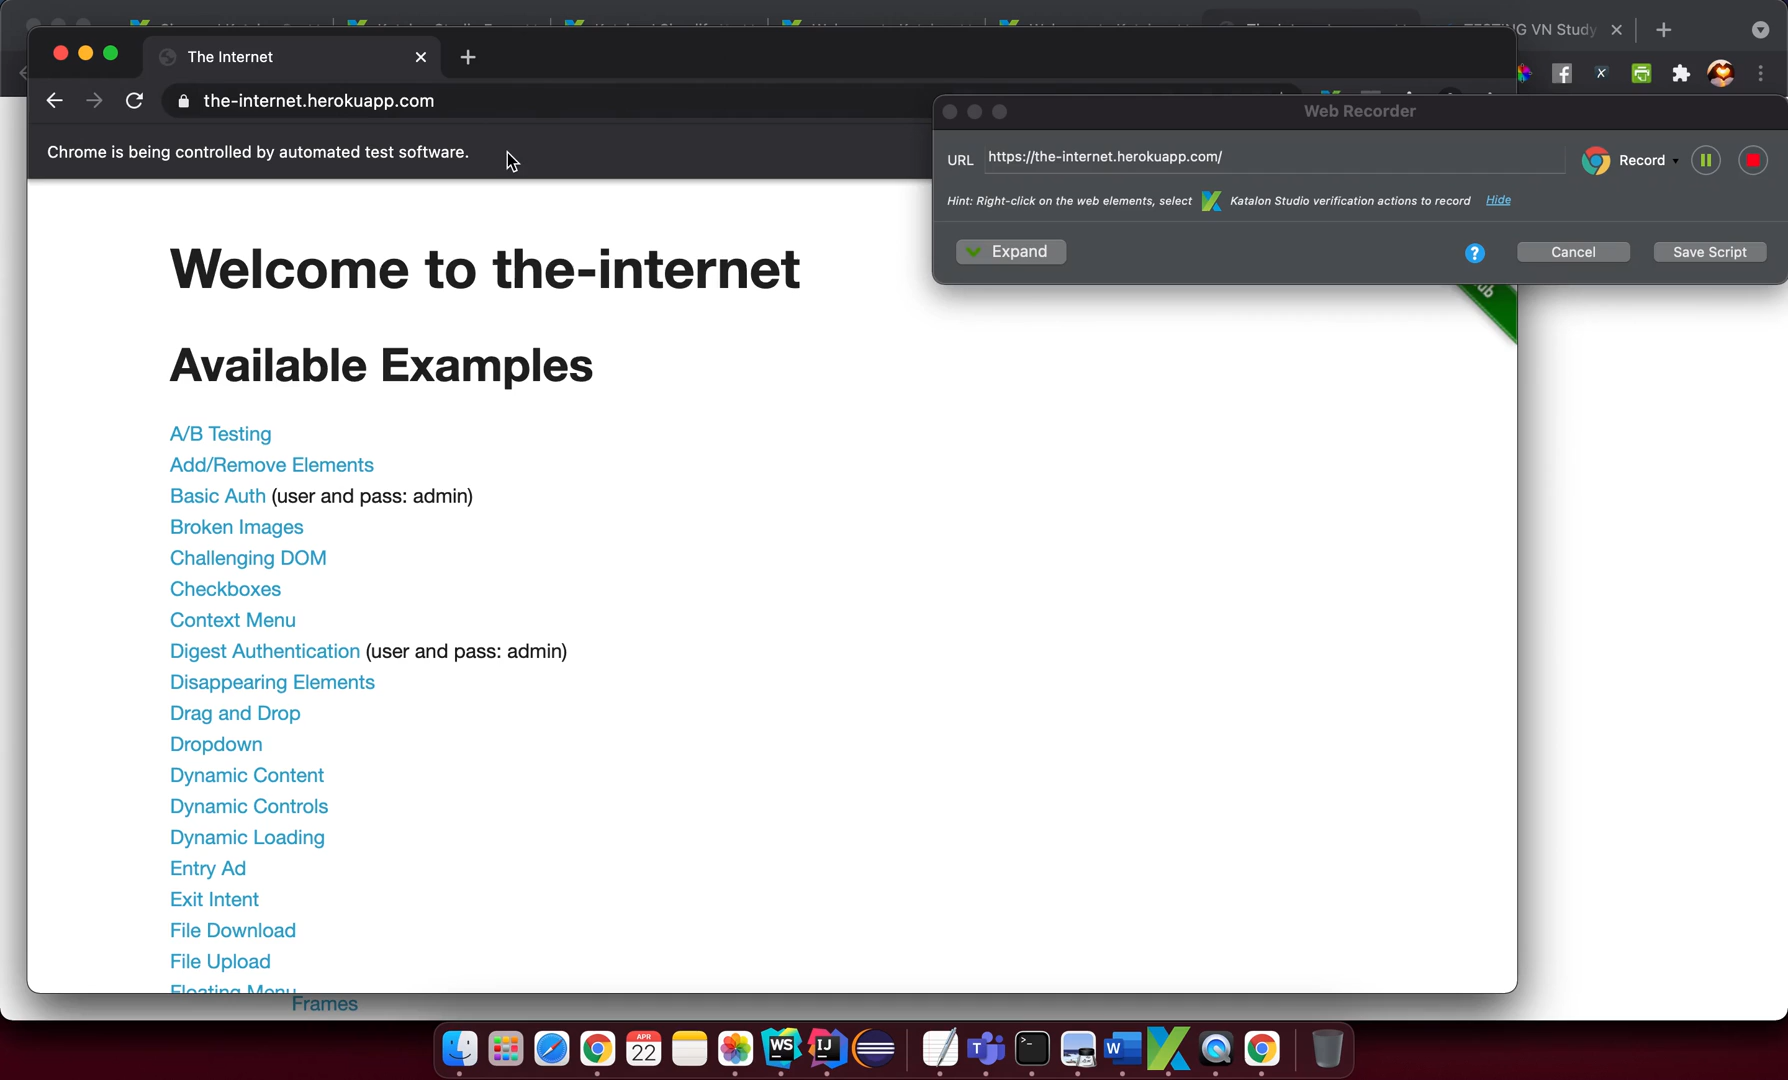 TESTING VN Study
The Internet
the-internet.herokuapp.com
Chrome is being controlled by automated test software.
Web Recorder
URL https://the-internet.herokuapp.com/
Record
Hint: Right-click on the web elements, select Katalon Studio verification actions to record Hide
Expand
?
Cancel
Save Script
Welcome to the-internet
Available Examples
A/B Testing
Add/Remove Elements
Basic Auth (user and pass: admin)
Broken Images
Challenging DOM
Checkboxes
Context Menu
Digest Authentication (user and pass: admin)
Disappearing Elements
Drag and Drop
Dropdown
Dynamic Content
Dynamic Controls
Dynamic Loading
Entry Ad
Exit Intent
File Download
File Upload
Floating Menu
Frames
APR
22
WS
IJ
T
W